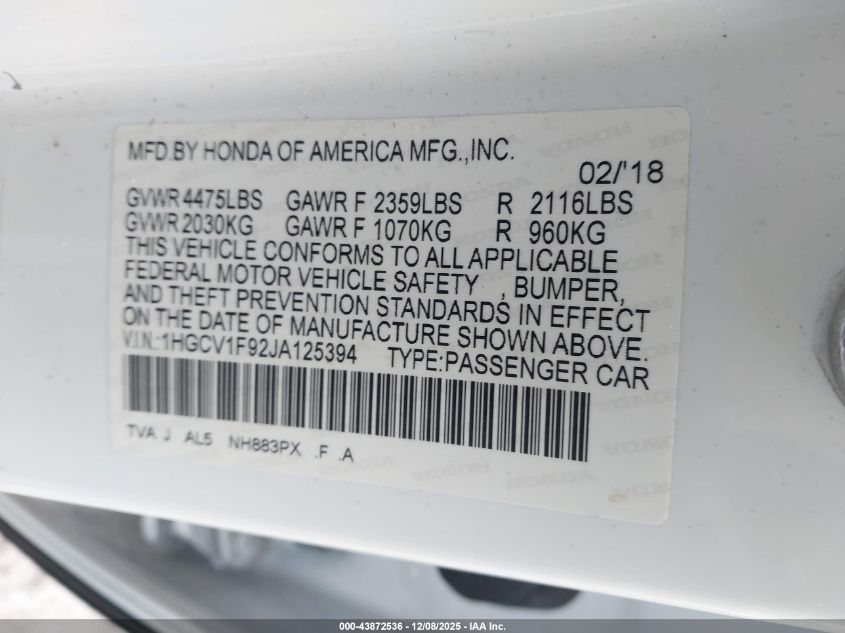 MFD.BY HONDA OF AMERICA MFG.,INC.
02/'18
GVWR 4475LBS GAWR F 2359LBS R 2116LBS
GVWR 2030KG GAWR F 1070KG R 960KG
THIS VEHICLE CONFORMS TO ALL APPLICABLE
FEDERAL MOTOR VEHICLE SAFETY , BUMPER,
AND THEFT PREVENTION STANDARDS IN EFFECT
ON THE DATE OF MANUFACTURE SHOWN ABOVE.
V.I.N.:1HGCV1F92JA125394 TYPE:PASSENGER CAR
TVA J AL5 NH883PX .F .A
000-43872536 - 12/08/2025 - IAA Inc.